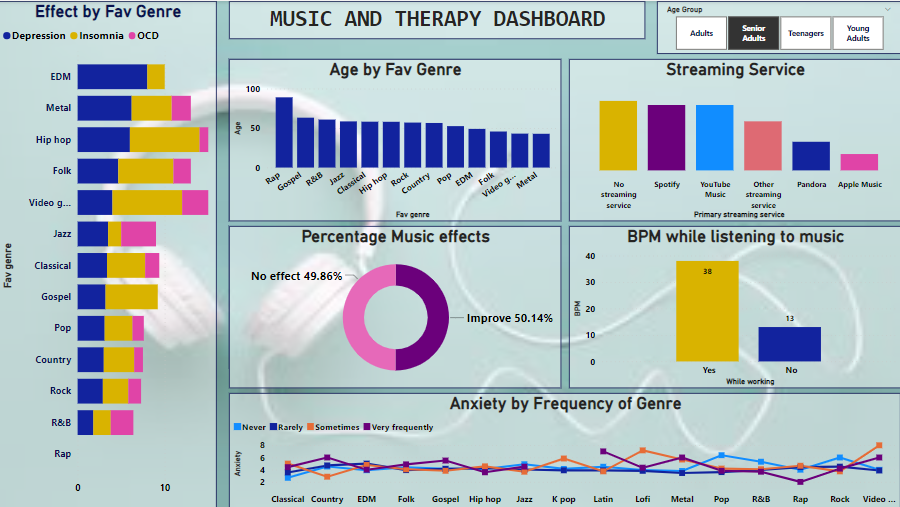 Effect by Fav Genre
Depression Insomnia OCD
EDM
Metal
Hip hop
Folk
Video g...
Jazz
Classical
Gospel
Pop
Country
Rock
R&B
Rap
Fav genre
0 10
MUSIC AND THERAPY DASHBOARD
Age Group
Adults
Senior
Adults
Teenagers
Young
Adults
Age by Fav Genre
100
50
0
Age
Rap Gospel R&B Jazz Classical Hip hop Rock Country Pop EDM Folk Video g... Metal
Fav genre
Streaming Service
No
streaming
service
Spotify
YouTube
Music
Other
streaming
service
Pandora
Apple Music
Primary streaming service
Percentage Music effects
No effect 49.86%
Improve 50.14%
BPM while listening to music
40
30
20
10
0
BPM
38
13
Yes No
While working
Anxiety by Frequency of Genre
Never Rarely Sometimes Very frequently
8
6
4
2
Anxiety
Classical Country EDM Folk Gospel Hip hop Jazz K pop Latin Lofi Metal Pop R&B Rap Rock Video ...